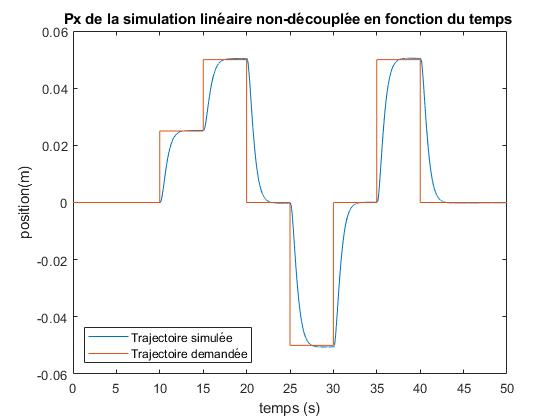 Px de la simulation linéaire non-découplée en fonction du temps
0.06
0.04
0.02
0
-0.02
-0.04
-0.06
position(m)
Trajectoire simulée
Trajectoire demandée
0 5 10 15 20 25 30 35 40 45 50
temps (s)